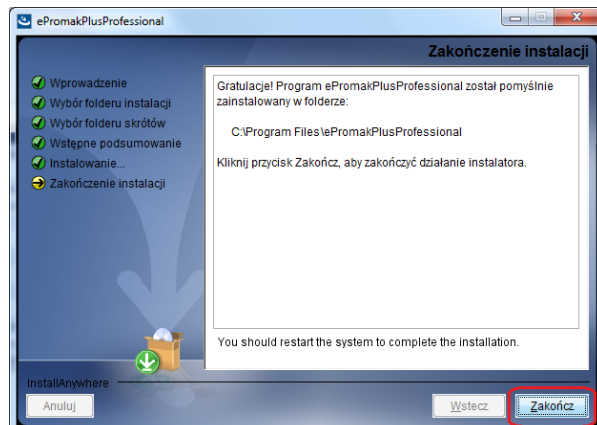 ePromakPlusProfessional
Zakończenie instalacji
Wprowadzenie
Wybór folderu instalacji
Wybór folderu skrótów
Wstępne podsumowanie
Instalowanie...
Zakończenie instalacji
Gratulacje! Program ePromakPlusProfessional został pomyślnie
zainstalowany w folderze:
C:\Program Files\ePromakPlusProfessional
Kliknij przycisk Zakończ, aby zakończyć działanie instalatora.
You should restart the system to complete the installation.
InstallAnywhere
Anuluj
Wstecz
Zakończ